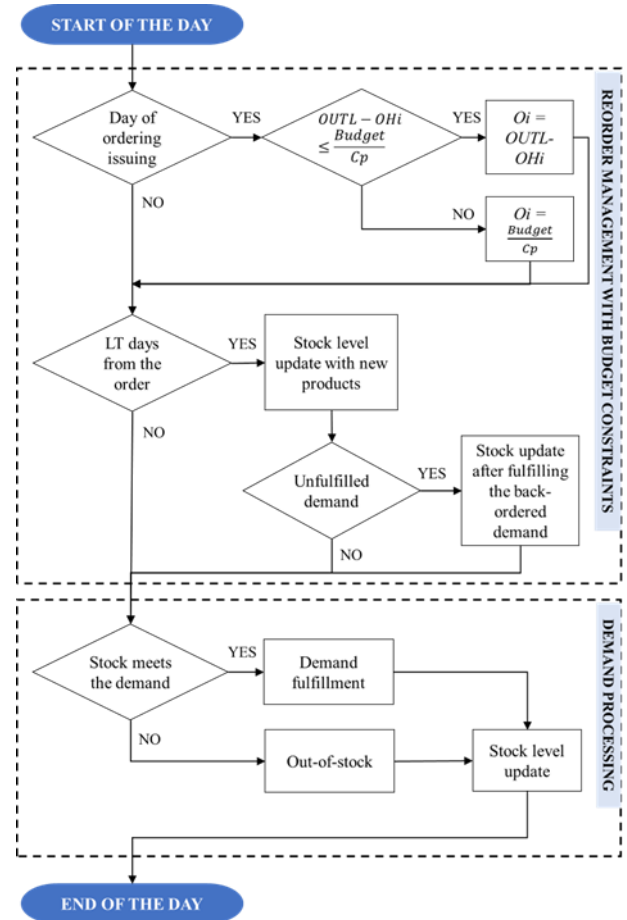 START OF THE DAY
Day of
ordering
issuing
YES
OUTL – OHi
≤ Budget
Cp
YES
Oi =
OUTL-
OHi
NO
NO
Oi =
Budget
Cp
REORDER MANAGEMENT WITH BUDGET CONSTRAINTS
LT days
from the
order
YES
Stock level
update with new
products
NO
Unfulfilled
demand
YES
Stock update
after fulfilling
the back-
ordered
demand
NO
Stock meets
the demand
YES
Demand
fulfillment
NO
Out-of-stock
Stock level
update
DEMAND PROCESSING
END OF THE DAY